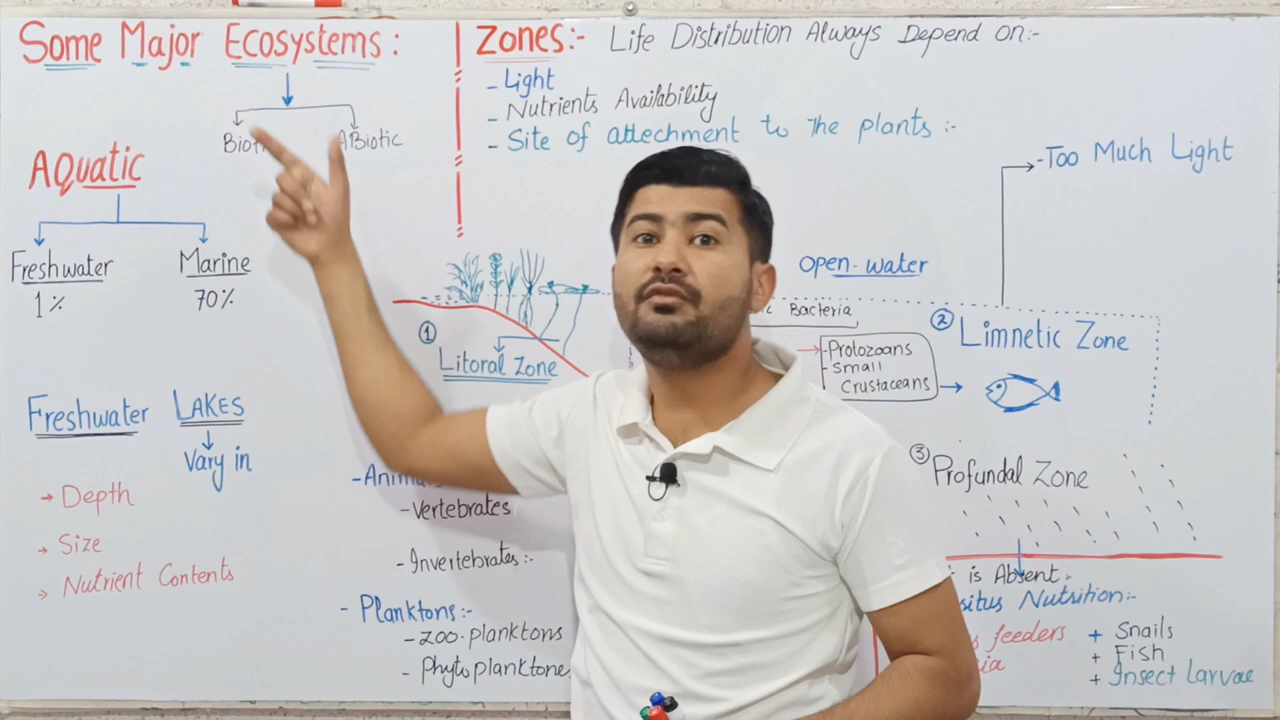 Some Major Ecosystems:
ABiotic
AQuatic
Freshwater
1%
Marine
70%
Freshwater LAKES
Vary in
→ Depth
→ Size
→ Nutrient Contents
Zones:- Life Distribution Always Depend on:-
- Light
- Nutrients Availability
- Site of attechment to The plants :-
- Too Much Light
Open-water
Bacteria
① Litoral Zone
- Protozoans
- Small
Crustaceans
② Limnetic Zone
③ Profundal Zone
- Vertebrates
- Invertebrates:-
- Planktons:-
- zoo-planktons
- Phytoplanktone
is Absent
Nutrition:-
feeders
+ Snails
+ Fish
+ Insect Larvae